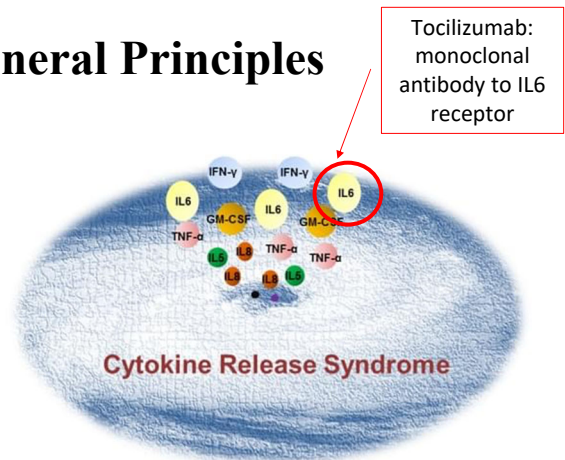 neral Principles
Tocilizumab:
monoclonal
antibody to IL6
receptor
IFN-γ IFN-γ
IL6 IL6 IL6
GM-CSF GM-CSF
TNF-α TNF-α TNF-α
IL5 IL8 IL5
IL8 IL8
Cytokine Release Syndrome